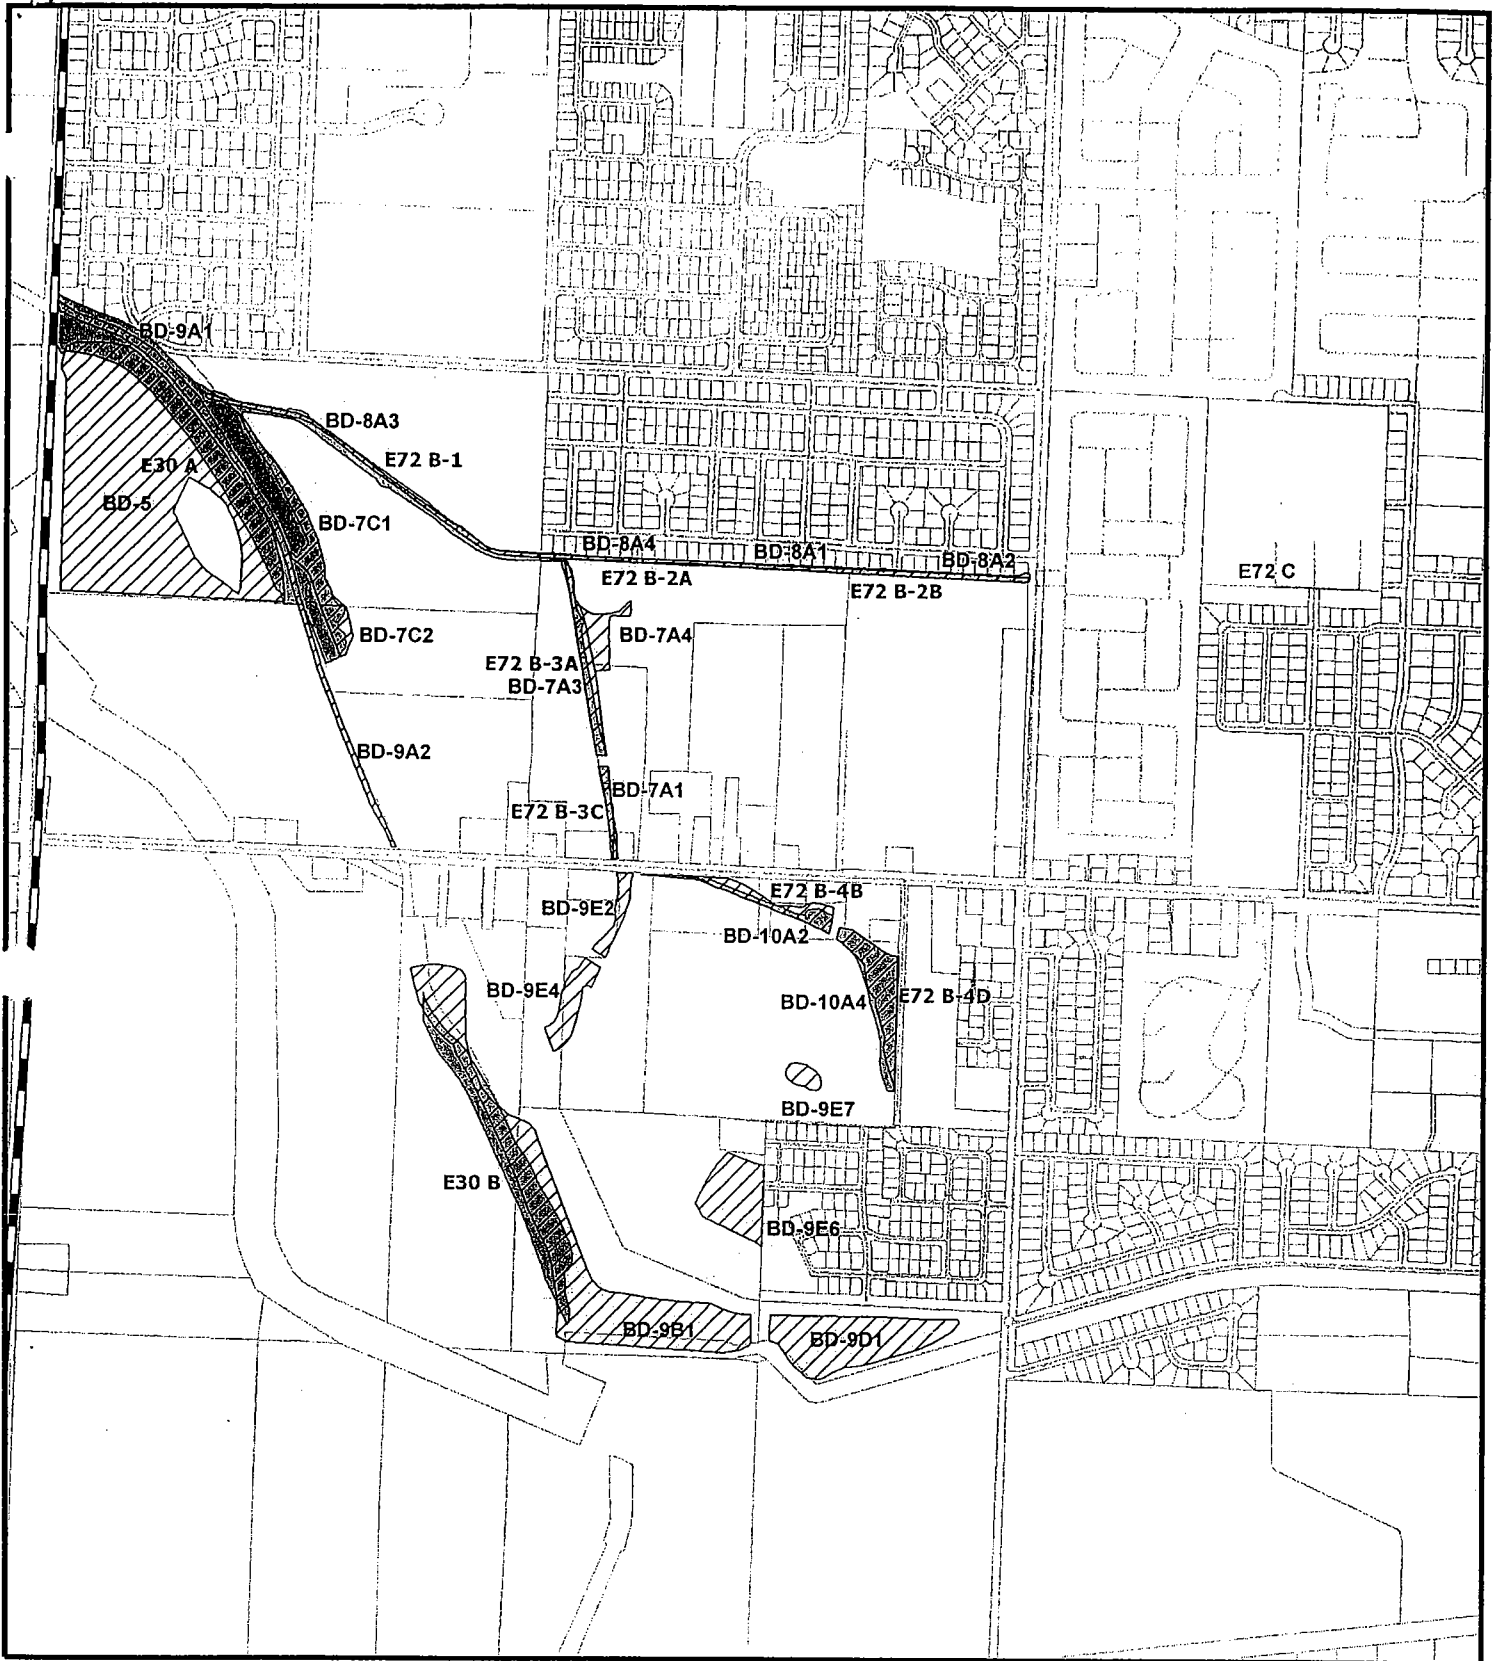 BD-9A1
BD-8A3
E72 B-1
E30 A
BD-5
BD-7C1
BD-8A4
BD-8A1
BD-8A2
E72 B-2A
E72 B-2B
E72 C
BD-7C2
BD-7A4
E72 B-3A
BD-7A3
BD-9A2
BD-7A1
E72 B-3C
E72 B-4B
BD-9E2
BD-10A2
BD-9E4
BD-10A4
E72 B-4D
BD-9E7
E30 B
BD-9E6
BD-9B1
BD-9D1